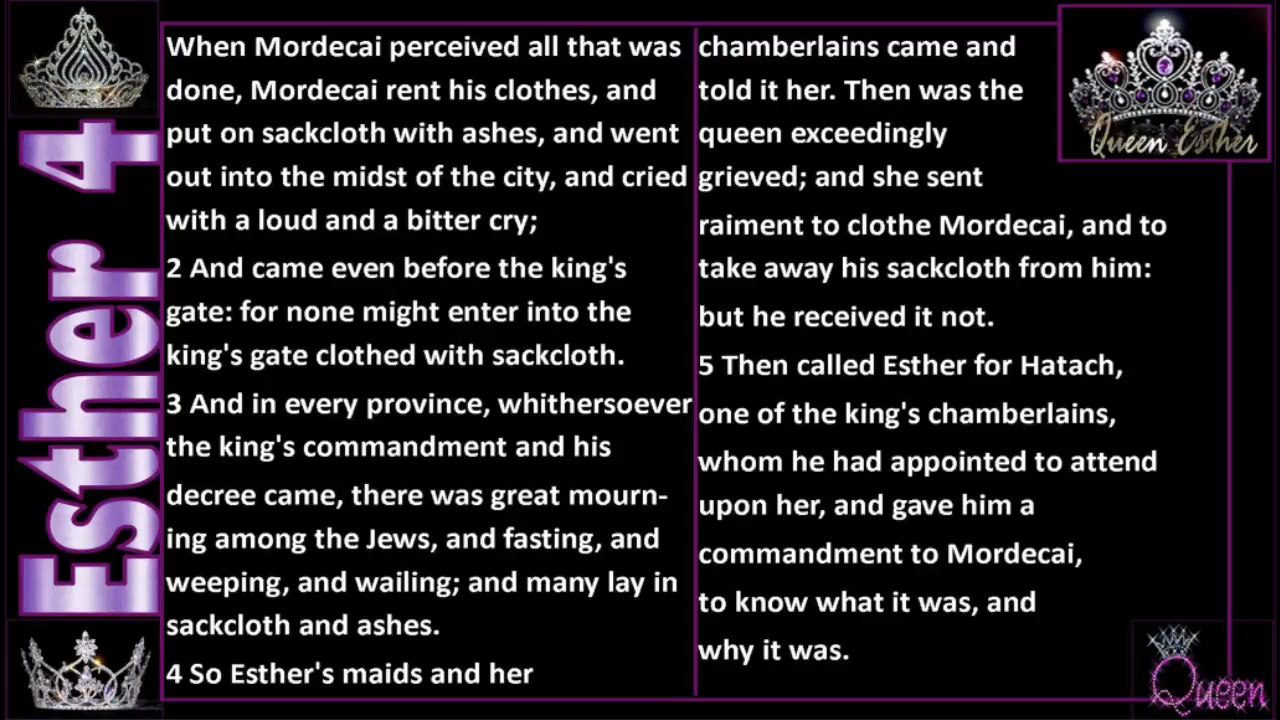 Esther 4
When Mordecai perceived all that was
done, Mordecai rent his clothes, and
put on sackcloth with ashes, and went
out into the midst of the city, and cried
with a loud and a bitter cry;
2 And came even before the king's
gate: for none might enter into the
king's gate clothed with sackcloth.
3 And in every province, whithersoever
the king's commandment and his
decree came, there was great mourn-
ing among the Jews, and fasting, and
weeping, and wailing; and many lay in
sackcloth and ashes.
4 So Esther's maids and her
chamberlains came and
told it her. Then was the
queen exceedingly
grieved; and she sent
raiment to clothe Mordecai, and to
take away his sackcloth from him:
but he received it not.
5 Then called Esther for Hatach,
one of the king's chamberlains,
whom he had appointed to attend
upon her, and gave him a
commandment to Mordecai,
to know what it was, and
why it was.
Queen Esther
Queen